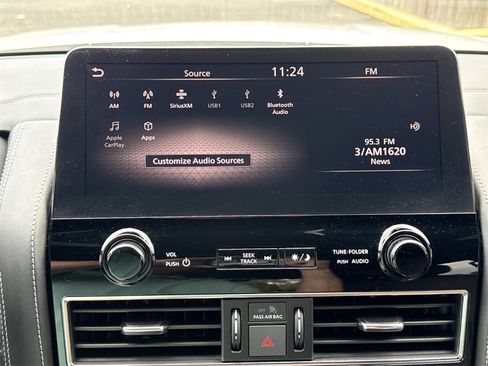 Source 11:24 FM
AM FM SiriusXM USB1 USB2 Bluetooth
Audio
Apple
CarPlay Apps
Customize Audio Sources
95.3 FM
3/AM1620
News
VOL
PUSH
SEEK
TRACK
TUNE-FOLDER
PUSH AUDIO
OFF
PASS AIR BAG